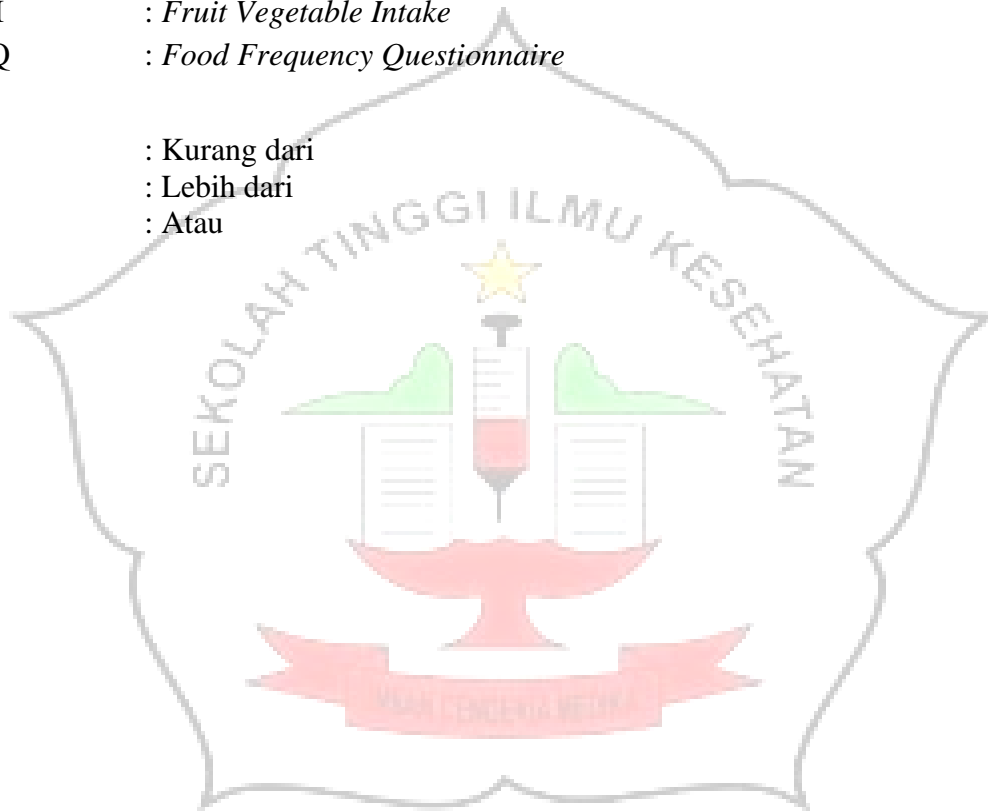 : Fruit Vegetable Intake
: Food Frequency Questionnaire
: Kurang dari
: Lebih dari
: Atau
SEKOLAH TINGGI ILMU KESEHATAN